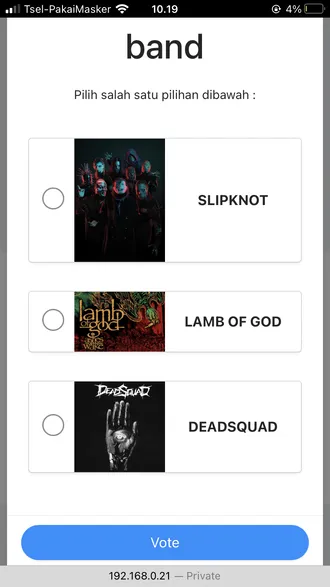 Tsel-PakaiMasker 10.19 4%
band
Pilih salah satu pilihan dibawah :
SLIPKNOT
lamb
of god
LAMB OF GOD
DEADSQUAD
DEADSQUAD
Vote
192.168.0.21 — Private